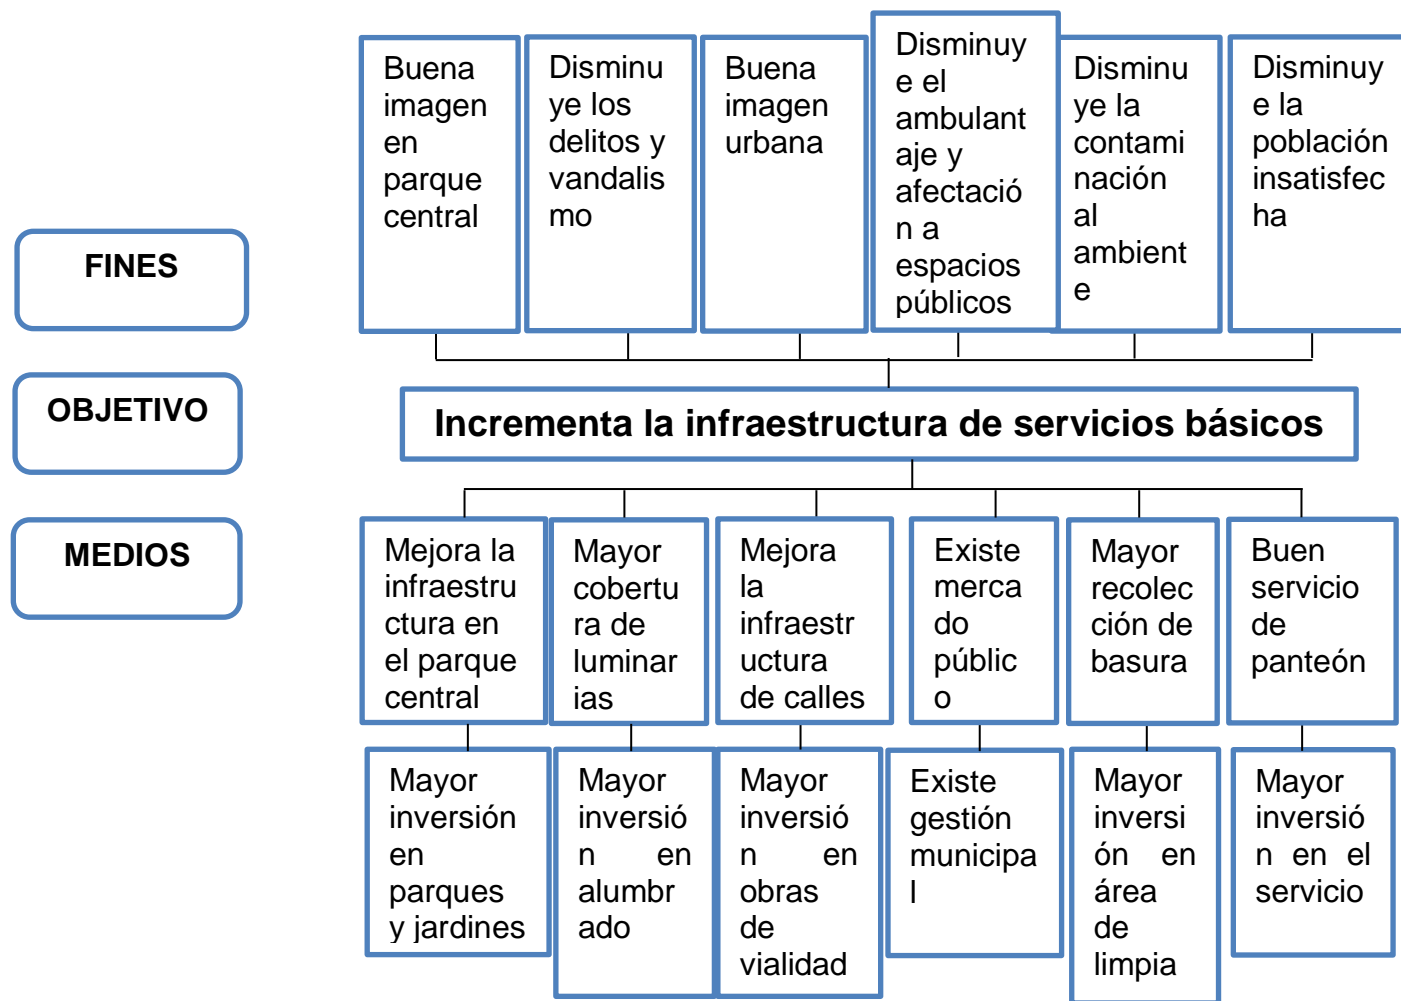 Buena
imagen
en
parque
central
Disminu
ye los
delitos y
vandalis
mo
Buena
imagen
urbana
Disminuy
e el
ambulant
aje y
afectació
n a
espacios
públicos
Disminu
ye la
contami
nación
al
ambient
e
Disminuy
e la
población
insatisfec
ha
FINES
OBJETIVO
Incrementa la infraestructura de servicios básicos
MEDIOS
Mejora la
infraestru
ctura en
el parque
central
Mayor
cobertu
ra de
luminar
ias
Mejora
la
infraestr
uctura
de calles
Existe
merca
do
públic
o
Mayor
recolec
ción de
basura
Buen
servicio
de
panteón
Mayor
inversión
en
parques
y jardines
Mayor
inversió
n en
alumbr
ado
Mayor
inversió
n en
obras
de
vialidad
Existe
gestión
municipa
l
Mayor
inversi
ón en
área
de
limpia
Mayor
inversió
n en el
servicio